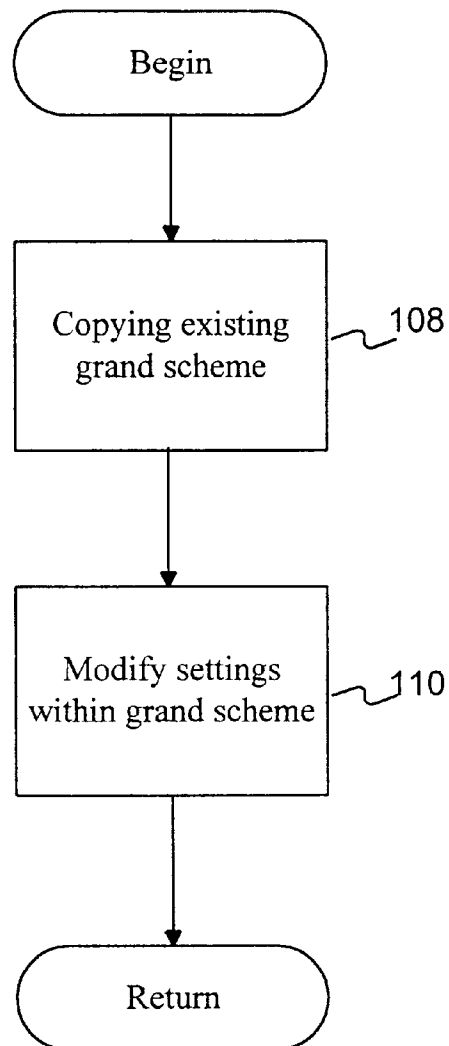 Begin
Copying existing
grand scheme
108
Modify settings
within grand scheme
110
Return